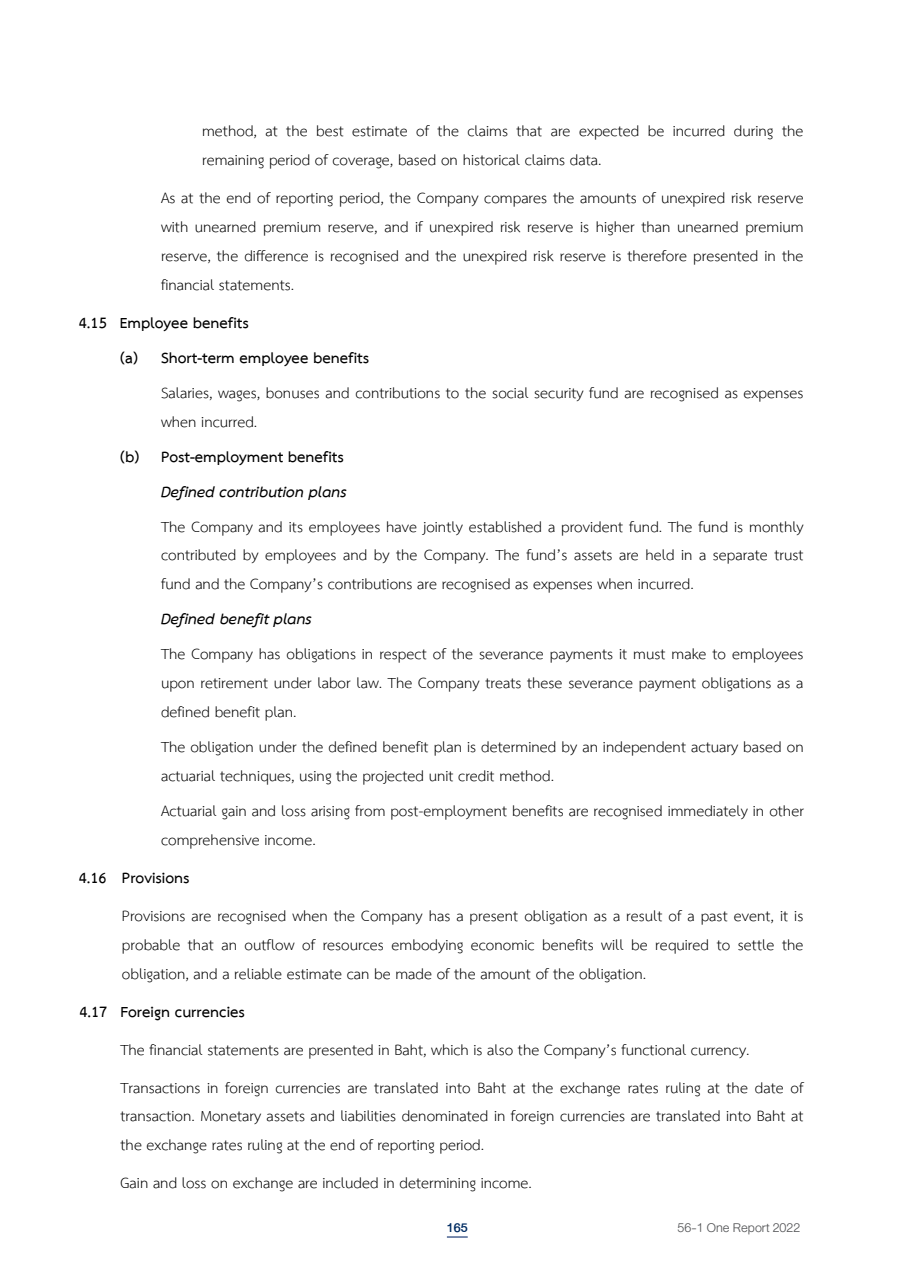 method, at the best estimate of the claims that are expected be incurred during the
remaining period of coverage, based on historical claims data.
As at the end of reporting period, the Company compares the amounts of unexpired risk reserve
with unearned premium reserve, and if unexpired risk reserve is higher than unearned premium
reserve, the difference is recognised and the unexpired risk reserve is therefore presented in the
financial statements.
4.15 Employee benefits
(a) Short-term employee benefits
Salaries, wages, bonuses and contributions to the social security fund are recognised as expenses
when incurred.
(b) Post-employment benefits
Defined contribution plans
The Company and its employees have jointly established a provident fund. The fund is monthly
contributed by employees and by the Company. The fund's assets are held in a separate trust
fund and the Company's contributions are recognised as expenses when incurred.
Defined benefit plans
The Company has obligations in respect of the severance payments it must make to employees
upon retirement under labor law. The Company treats these severance payment obligations as a
defined benefit plan.
The obligation under the defined benefit plan is determined by an independent actuary based on
actuarial techniques, using the projected unit credit method.
Actuarial gain and loss arising from post-employment benefits are recognised immediately in other
comprehensive income.
4.16 Provisions
Provisions are recognised when the Company has a present obligation as a result of a past event, it is
probable that an outflow of resources embodying economic benefits will be required to settle the
obligation, and a reliable estimate can be made of the amount of the obligation.
4.17 Foreign currencies
The financial statements are presented in Baht, which is also the Company's functional currency.
Transactions in foreign currencies are translated into Baht at the exchange rates ruling at the date of
transaction. Monetary assets and liabilities denominated in foreign currencies are translated into Baht at
the exchange rates ruling at the end of reporting period.
Gain and loss on exchange are included in determining income.
165
56-1 One Report 2022